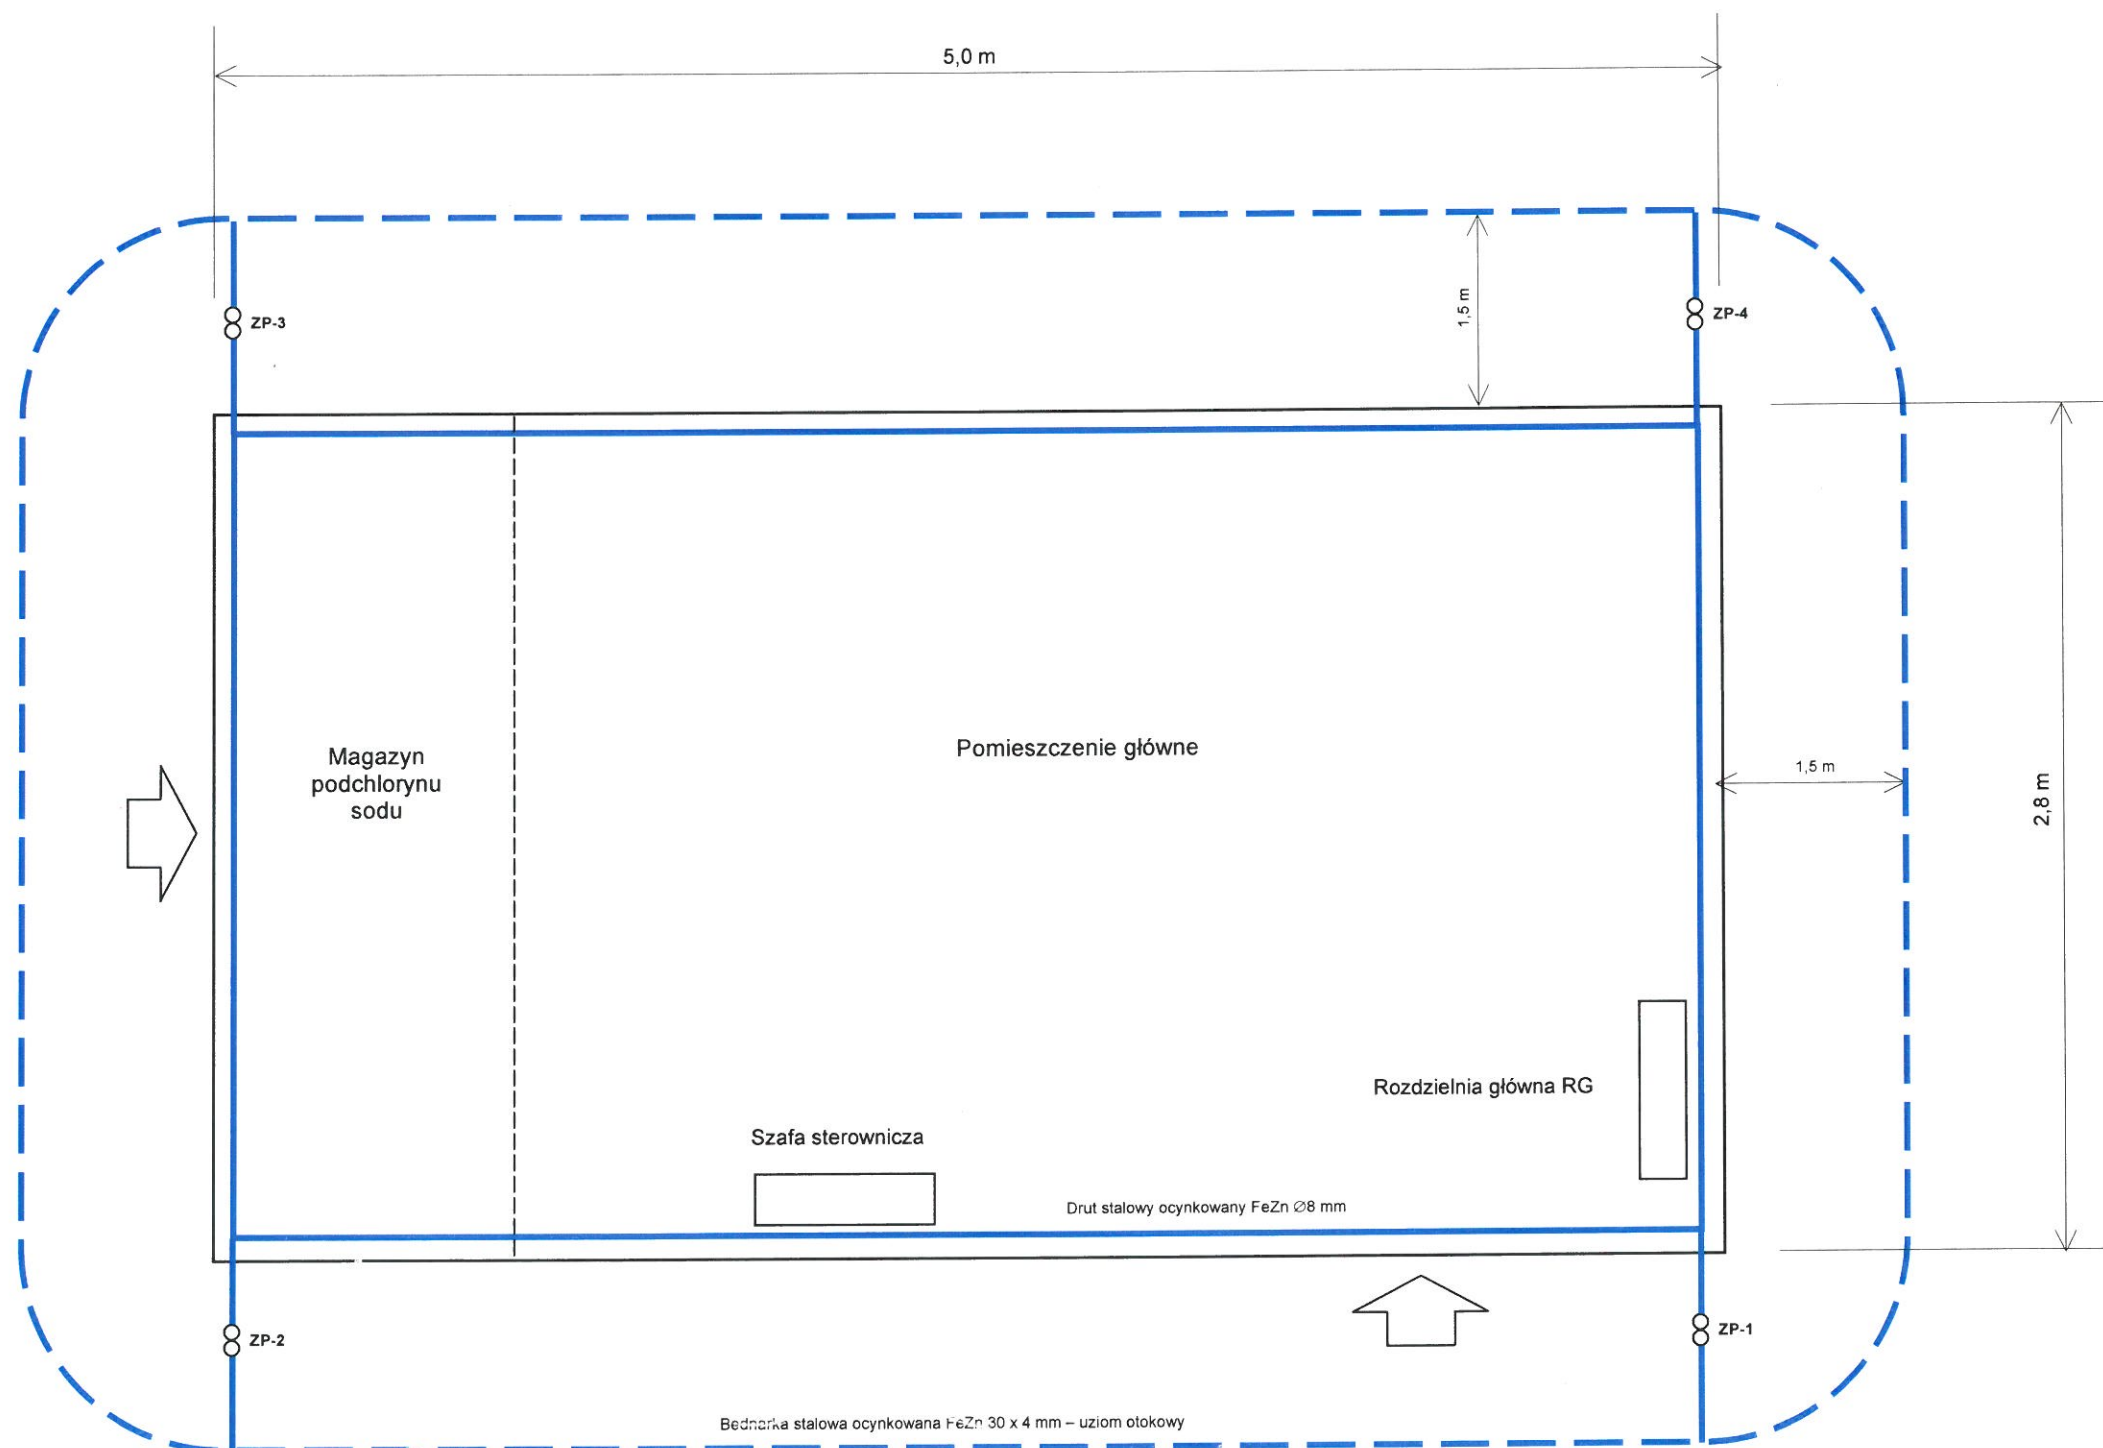 5,0 m
ZP-3
1,5 m
ZP-4
Magazyn
podchlorynu
sodu
Pomieszczenie główne
1,5 m
2,8 m
Rozdzielnia główna RG
Szafa sterownicza
Drut stalowy ocynkowany FeZn ∅8 mm
ZP-2
ZP-1
Bednarka stalowa ocynkowana FeZn 30 x 4 mm – uziom otokowy